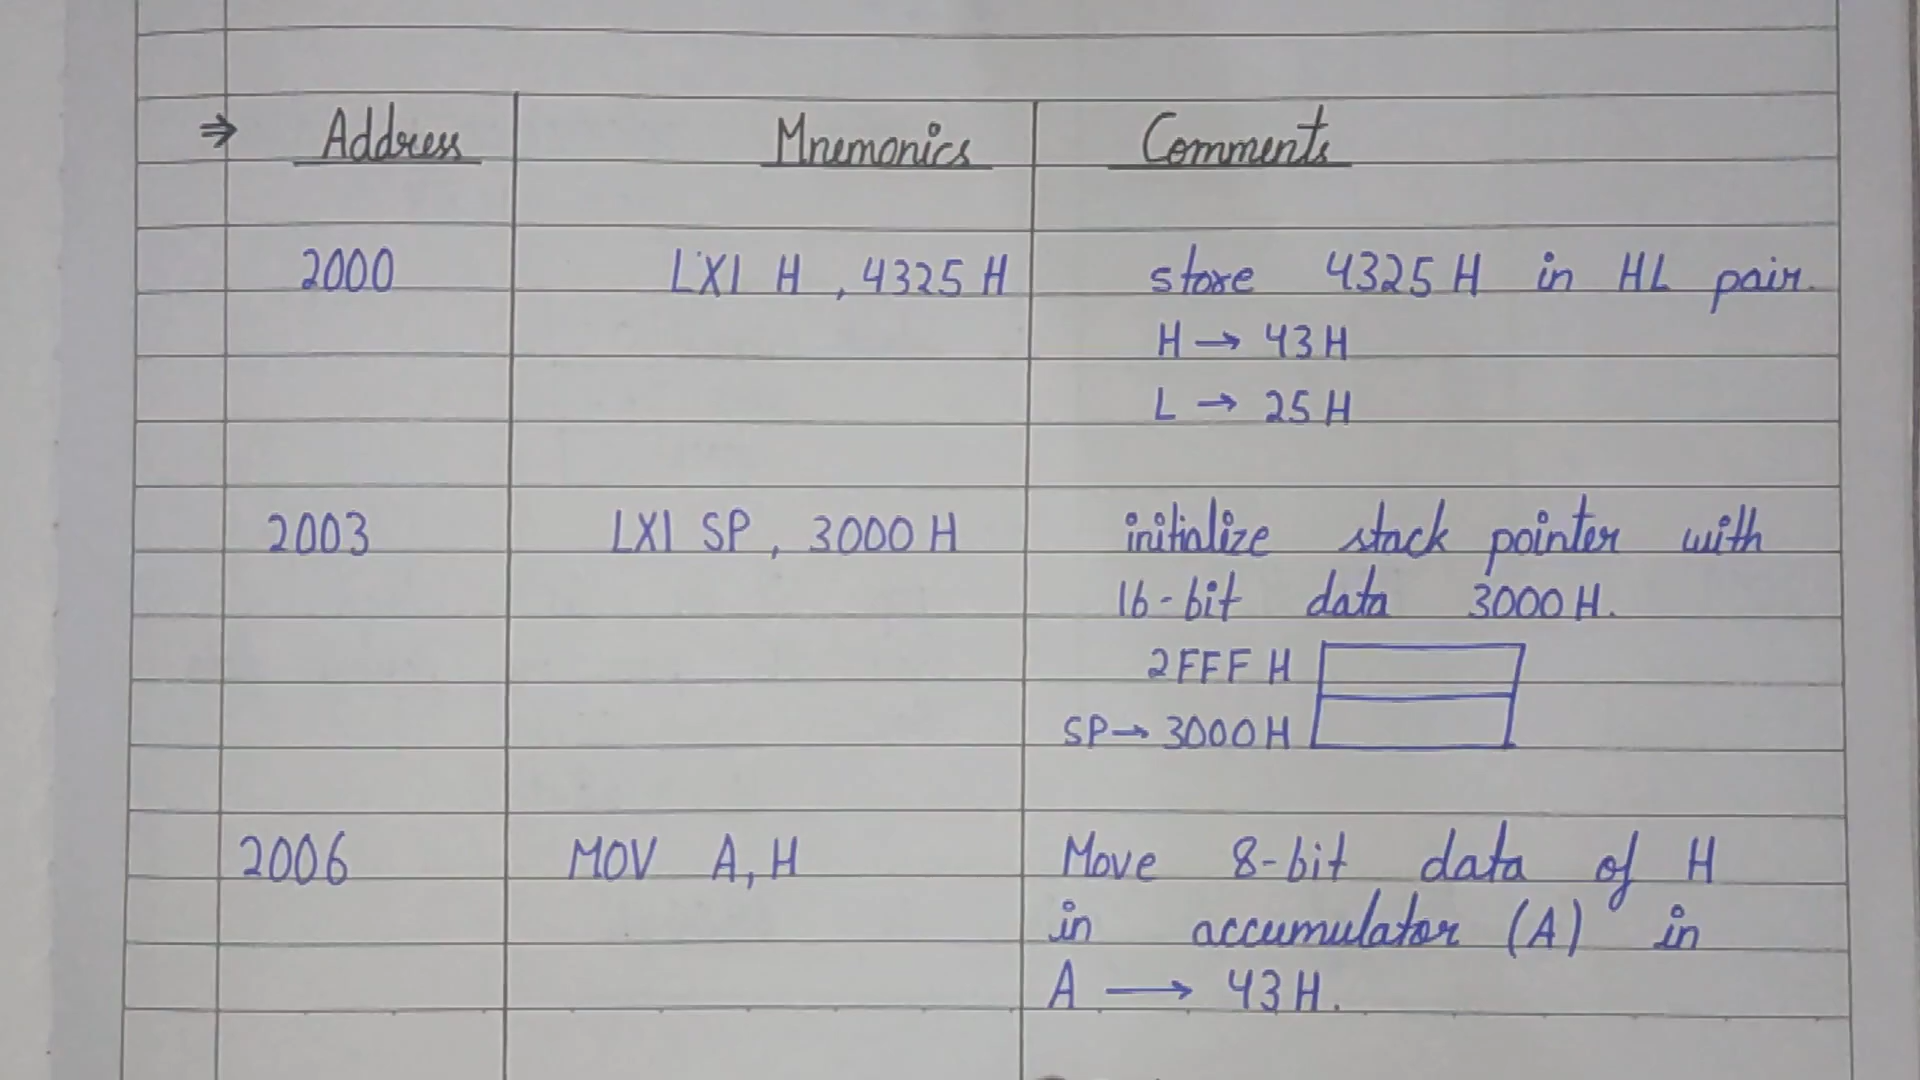 ⇒ Address Mnemonics Comments
2000 LXI H , 4325 H store 4325 H in HL pair.
H → 43 H
L → 25 H
2003 LXI SP , 3000 H initialize stack pointer with
16-bit data 3000 H.
2FFF H
SP → 3000 H
2006 MOV A, H Move 8-bit data of H
in accumulator (A) in
A → 43 H.